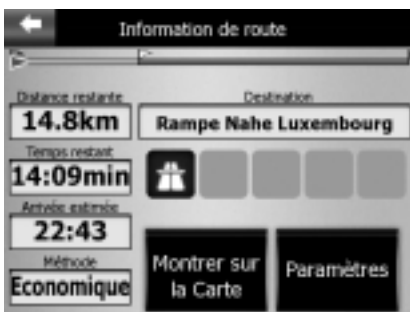 Information de route
Distance restante
14.8km
Destination
Rampe Nahe Luxembourg
Temps restant
14:09min
Arrivée estimée
22:43
Méthode
Economique
Montrer sur
la Carte
Paramètres